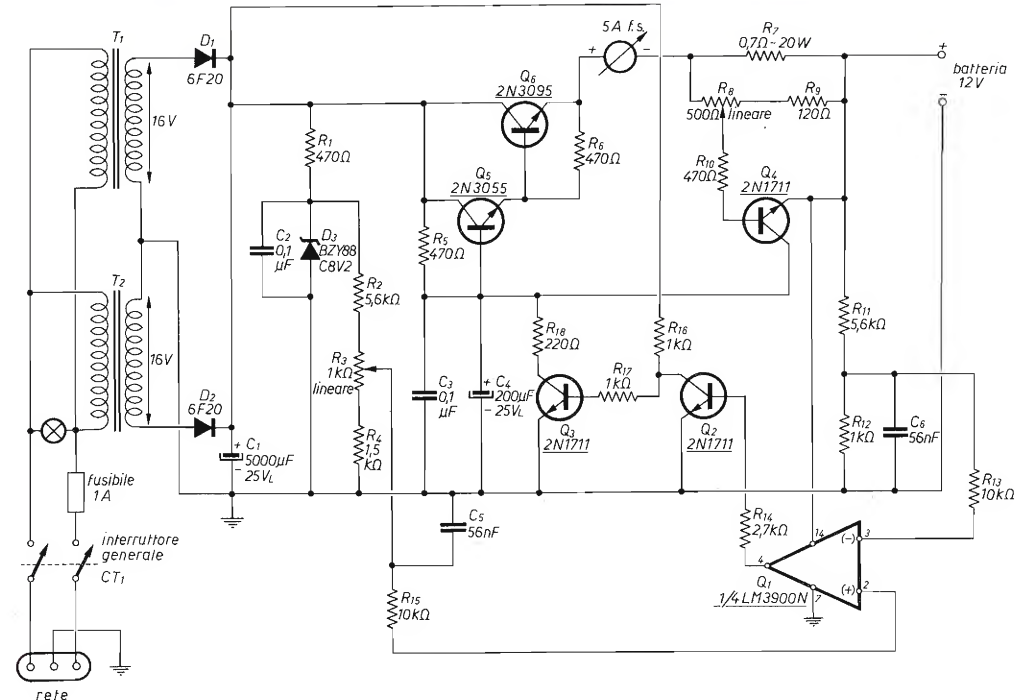 T1
D1
6F20
16V
5A f.s.
+
-
R7
0,7Ω-20W
+
batteria
12V
-
Q6
2N3095
R8
500Ω lineare
R9
120Ω
R1
470Ω
R6
470Ω
R10
470Ω
Q4
2N1711
Q5
2N3055
C2
0,1
µF
D3
BZY88
C8V2
R5
470Ω
T2
R2
5,6kΩ
R11
5,6kΩ
16V
R3
1kΩ
lineare
R18
220Ω
R16
1kΩ
R17
1kΩ
C3
0,1
µF
+
C4
200µF
- 25VL
D2
6F20
Q3
2N1711
Q2
2N1711
R12
1kΩ
C6
56nF
R4
1,5
kΩ
+
C1
5000µF
- 25VL
fusibile
1A
R13
10kΩ
C5
56nF
R14
2,7kΩ
14
(-)
3
interruttore
generale
CT1
4
Q1
1/4 LM3900N
7
(+)
2
R15
10kΩ
rete